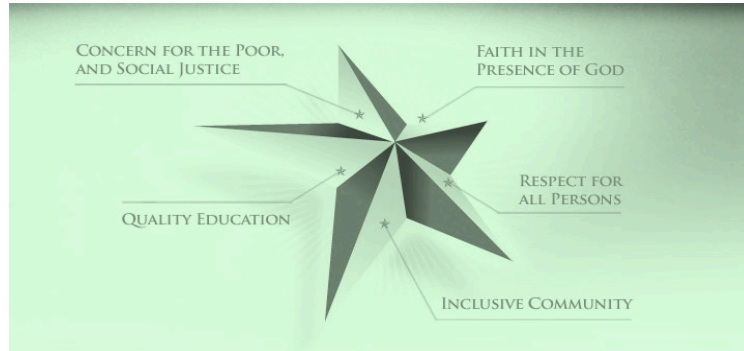 Concern for the Poor,
and Social Justice
Faith in the
Presence of God
Respect for
all Persons
Quality Education
Inclusive Community